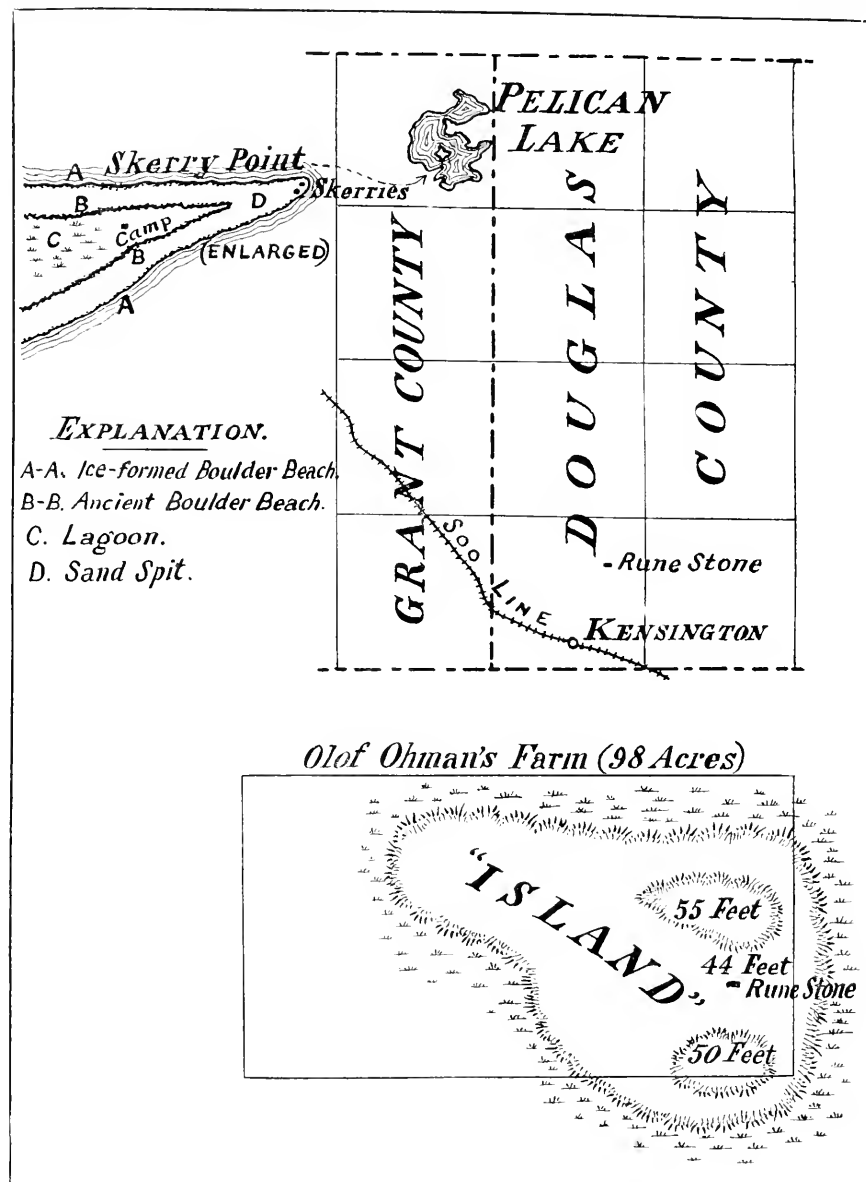 PELICAN
LAKE
Skerry Point
A
Skerries
B
D
C
Camp
B
(ENLARGED)
A
GRANT COUNTY
DOUGLAS
COUNTY
EXPLANATION.
A-A. Ice-formed Boulder Beach.
B-B. Ancient Boulder Beach.
C. Lagoon.
D. Sand Spit.
SOO LINE
Rune Stone
KENSINGTON
Olof Ohman's Farm (98 Acres)
"ISLAND"
55 Feet
44 Feet
Rune Stone
50 Feet